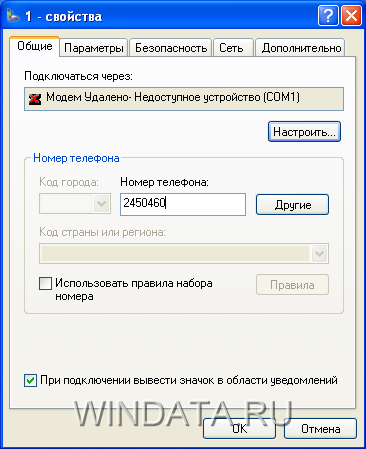 1 - свойства
Общие Параметры Безопасность Сеть Дополнительно
Подключаться через:
Модем Удалено- Недоступное устройство (COM1)
Настроить...
Номер телефона
Код города: Номер телефона:
2450460
Другие
Код страны или региона:
Использовать правила набора
номера
Правила
При подключении вывести значок в области уведомлений
WINDATA.RU
OK Отмена